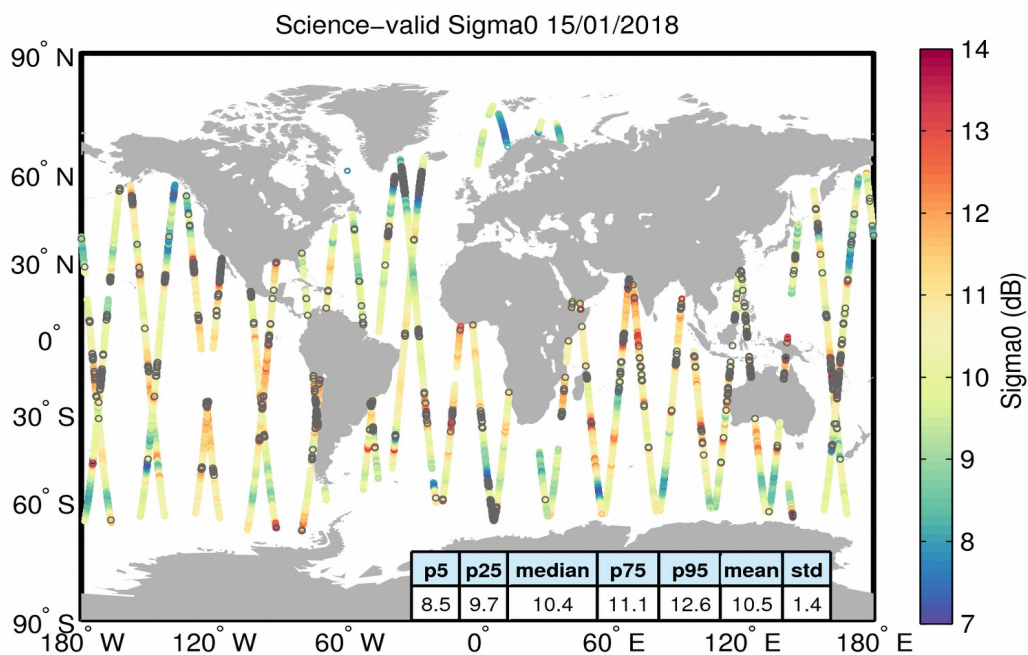 Science−valid Sigma0 15/01/2018
90° N
60° N
30° N
0°
30° S
60° S
90° S
180° W
120° W
60° W
0°
60° E
120° E
180° E
p5 p25 median p75 p95 mean std
8.5 9.7 10.4 11.1 12.6 10.5 1.4
14
13
12
11
10
9
8
7
Sigma0 (dB)